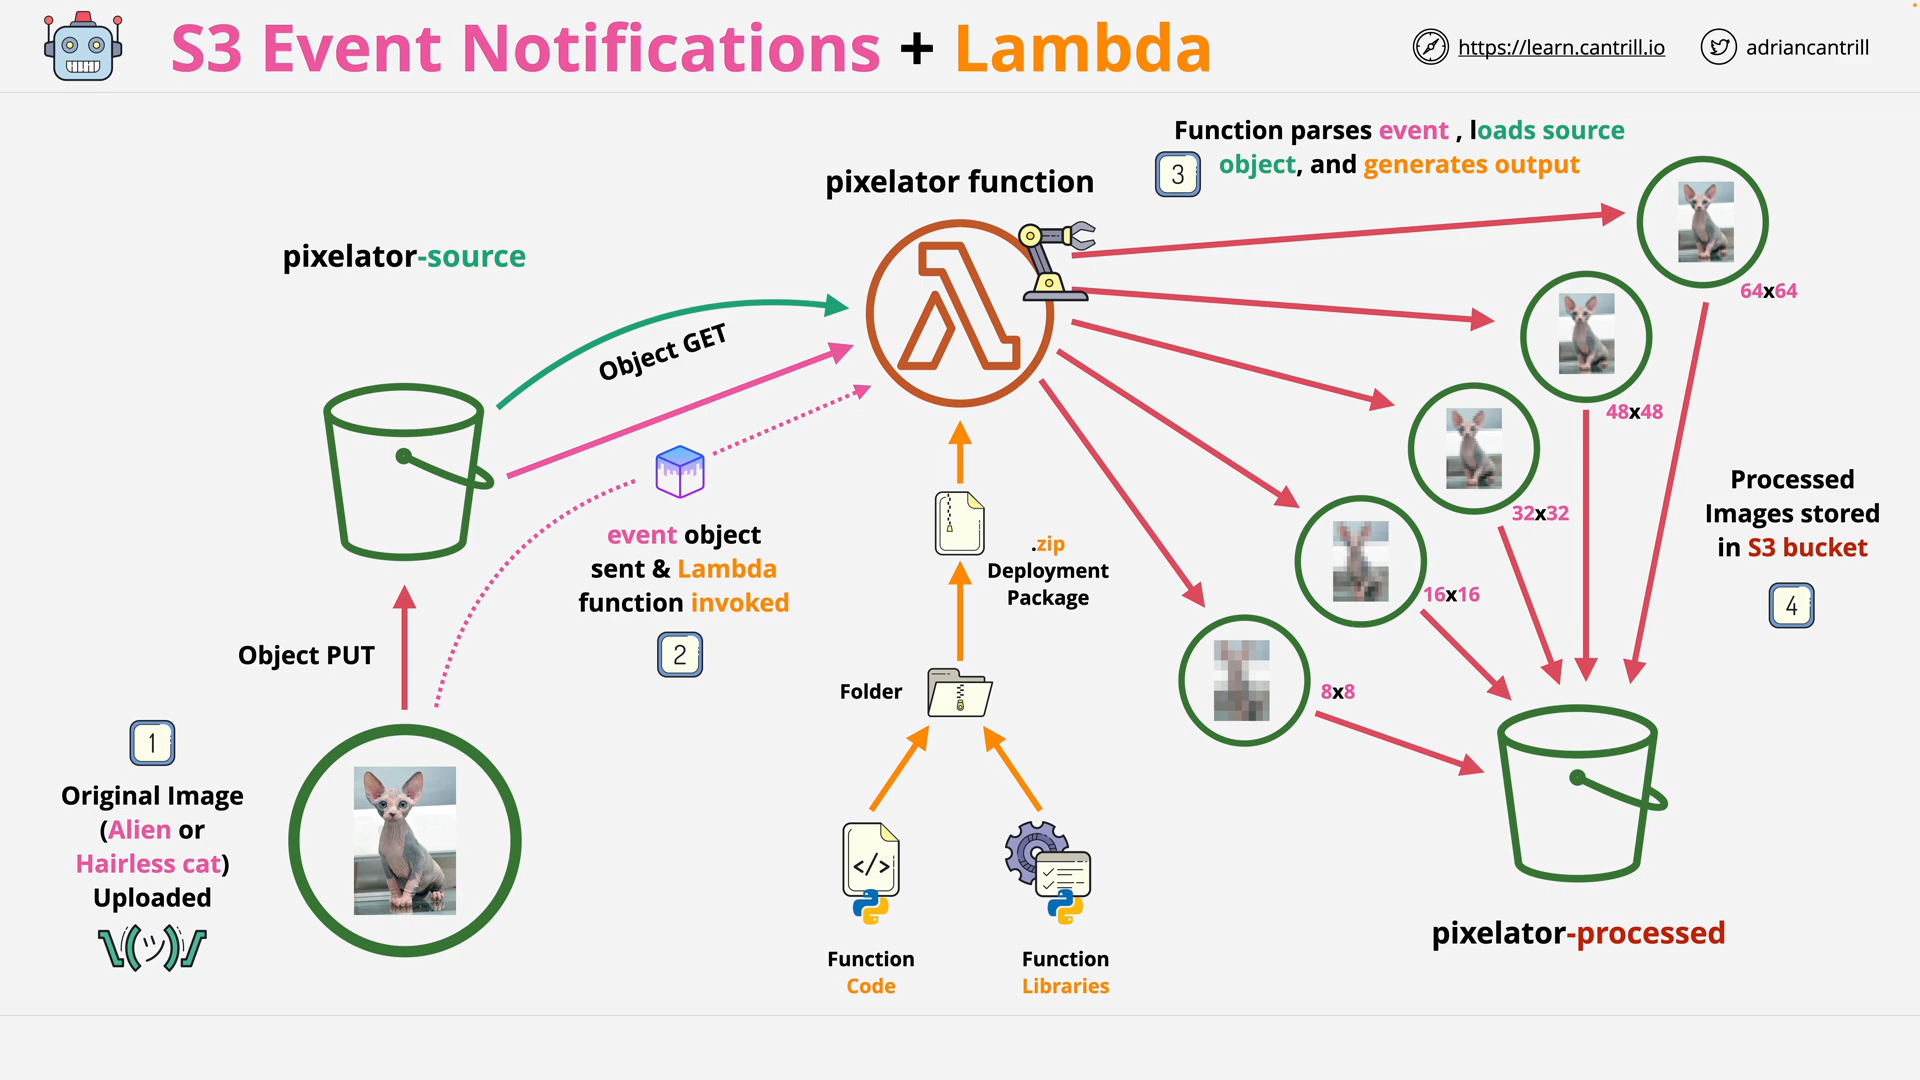 S3 Event Notifications + Lambda
https://learn.cantrill.io
adriancantrill
Function parses event , loads source
object, and generates output
3
pixelator function
pixelator-source
Object GET
64x64
48x48
32x32
16x16
8x8
Processed
Images stored
in S3 bucket
4
event object
sent & Lambda
function invoked
2
.zip
Deployment
Package
Folder
Object PUT
1
Original Image
(Alien or
Hairless cat)
Uploaded
¯\_(ツ)_/¯
</>
Function
Code
Function
Libraries
pixelator-processed